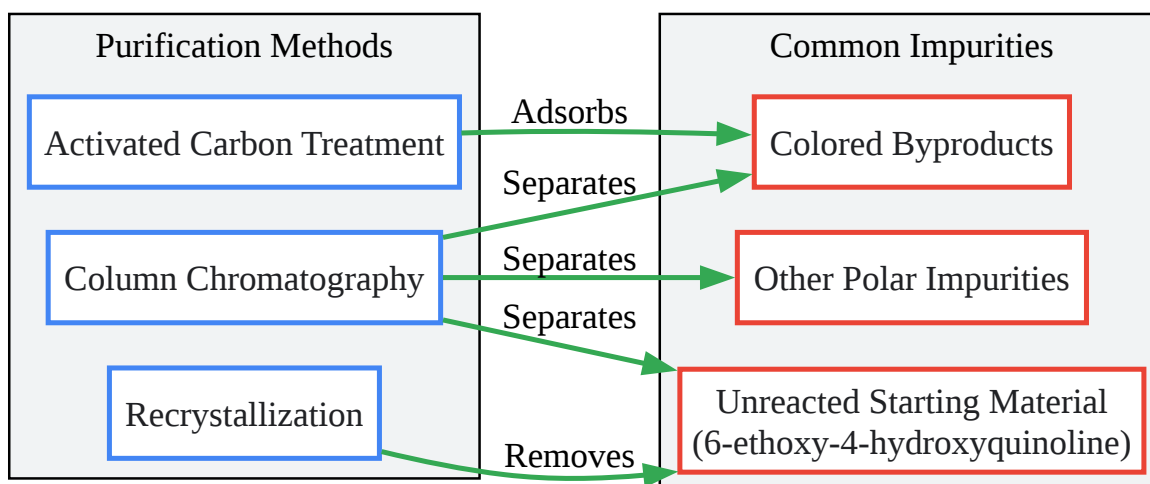 Purification Methods
Activated Carbon Treatment
Column Chromatography
Recrystallization
Adsorbs
Separates
Separates
Separates
Removes
Common Impurities
Colored Byproducts
Other Polar Impurities
Unreacted Starting Material
(6-ethoxy-4-hydroxyquinoline)